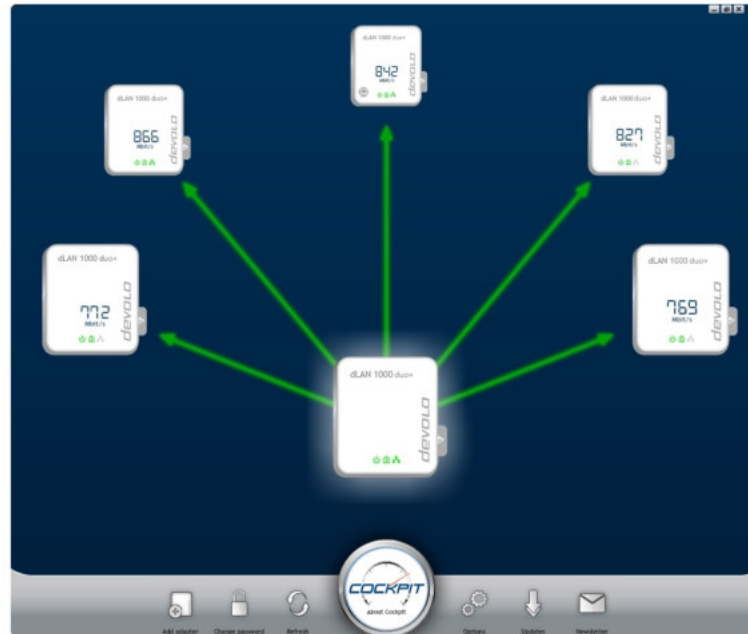 dLAN 1000 duo+
842
Mbit/s
devolo
dLAN 1000 duo+
866
Mbit/s
devolo
dLAN 1000 duo+
827
Mbit/s
devolo
dLAN 1000 duo+
772
Mbit/s
devolo
dLAN 1000 duo+
769
Mbit/s
devolo
dLAN 1000 duo+
devolo
COCKPIT
About Cockpit
Add adapter
Change password
Refresh
Options
Updates
Newsletter